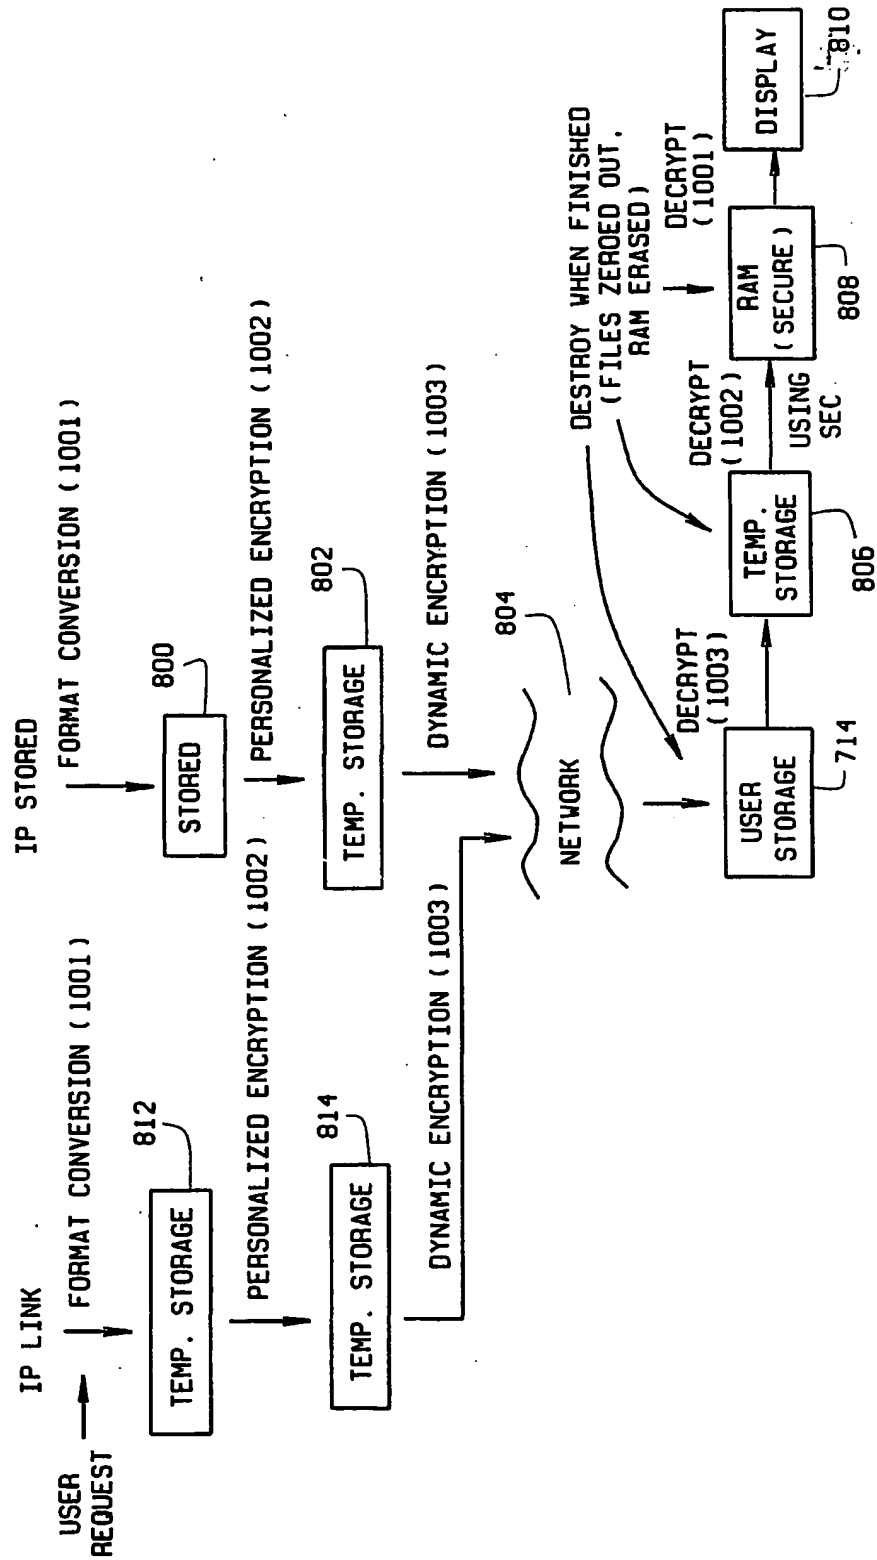 USER
REQUEST
IP LINK
FORMAT CONVERSION (1001)
812
TEMP. STORAGE
PERSONALIZED ENCRYPTION (1002)
814
TEMP. STORAGE
DYNAMIC ENCRYPTION (1003)
IP STORED
FORMAT CONVERSION (1001)
800
STORED
PERSONALIZED ENCRYPTION (1002)
802
TEMP. STORAGE
DYNAMIC ENCRYPTION (1003)
804
NETWORK
DESTROY WHEN FINISHED
(FILES ZEROED OUT,
RAM ERASED)
USER
STORAGE
714
DECRYPT
(1003)
TEMP.
STORAGE
806
DECRYPT
(1002)
USING
SEC
RAM
(SECURE)
808
DECRYPT
(1001)
DISPLAY
810